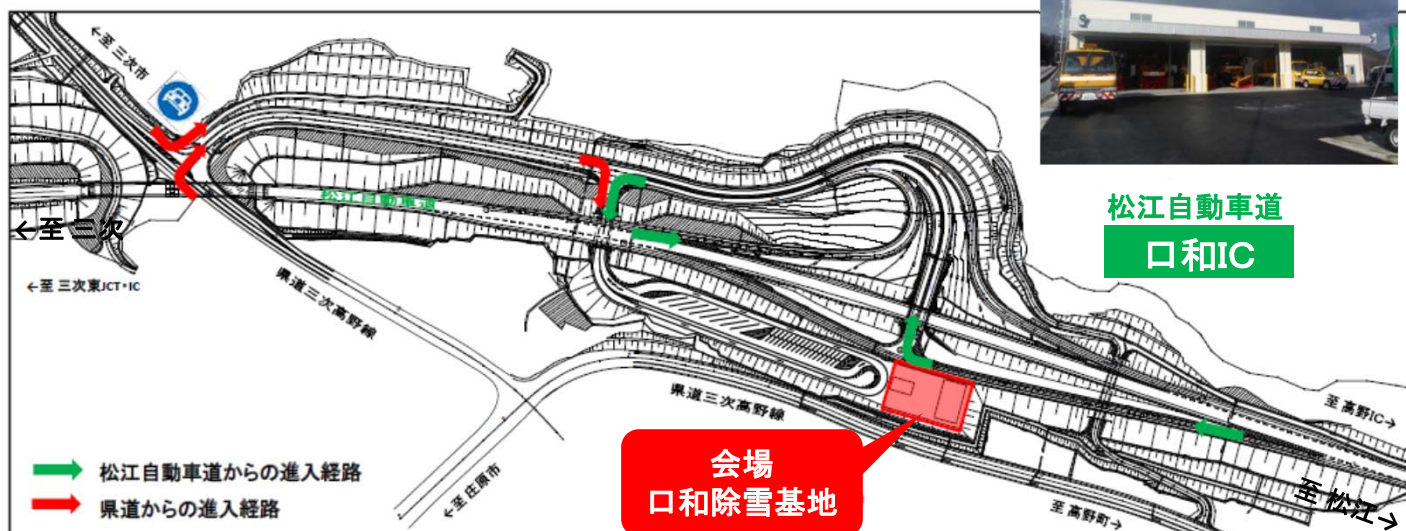 ←至 三次市
松江自動車道
←至 三次
←至 三次東JCT・IC
県道三次高野線
県道三次高野線
←至 庄原市
松江自動車道
口和IC
至 高野IC→
至 松江→
至 高野町→
会場
口和除雪基地
松江自動車道からの進入経路
県道からの進入経路